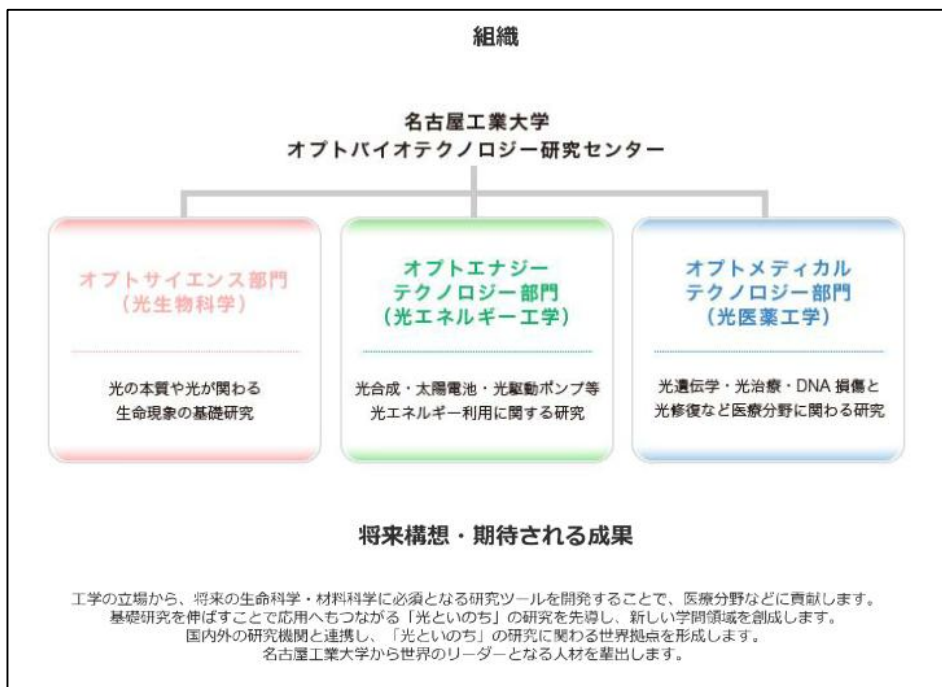 組織
名古屋工業大学
オプトバイオテクノロジー研究センター
オプトサイエンス部門
(光生物科学)
光の本質や光が関わる
生命現象の基礎研究
オプトエナジー
テクノロジー部門
(光エネルギー工学)
光合成・太陽電池・光駆動ポンプ等
光エネルギー利用に関する研究
オプトメディカル
テクノロジー部門
(光医薬工学)
光遺伝学・光治療・DNA 損傷と
光修復など医療分野に関わる研究
将来構想・期待される成果
工学の立場から、将来の生命科学・材料科学に必須となる研究ツールを開発することで、医療分野などに貢献します。
基礎研究を伸ばすことで応用へもつながる「光といのち」の研究を先導し、新しい学問領域を創成します。
国内外の研究機関と連携し、「光といのち」の研究に関わる世界拠点を形成します。
名古屋工業大学から世界のリーダーとなる人材を輩出します。